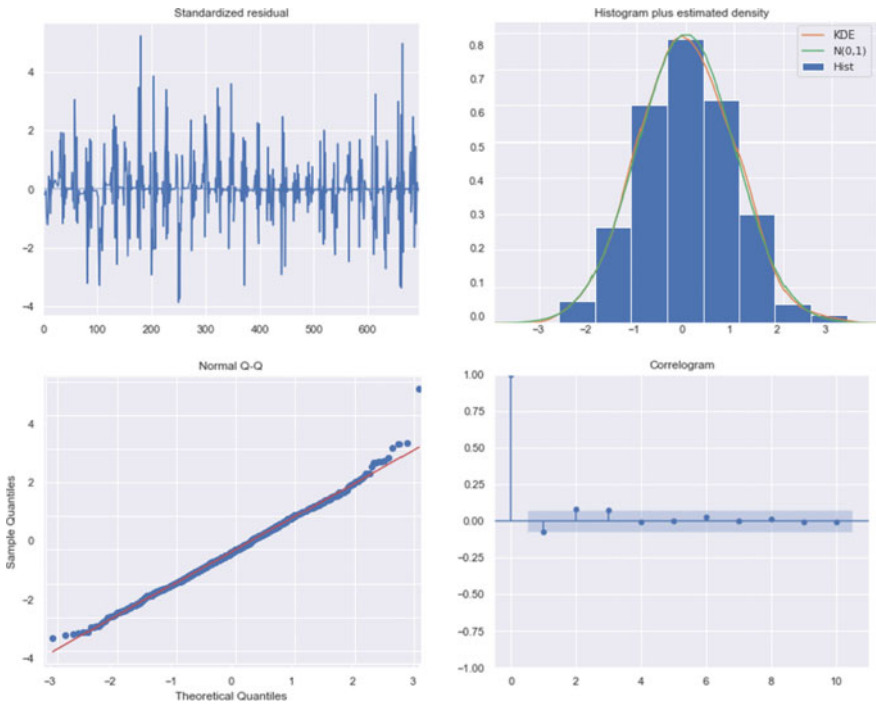 Standardized residual
4
2
0
−2
−4
0 100 200 300 400 500 600
Histogram plus estimated density
KDE
N(0,1)
Hist
0.8
0.7
0.6
0.5
0.4
0.3
0.2
0.1
0.0
−3 −2 −1 0 1 2 3
Normal Q-Q
Sample Quantiles
4
2
0
−2
−4
−3 −2 −1 0 1 2 3
Theoretical Quantiles
Correlogram
1.00
0.75
0.50
0.25
0.00
−0.25
−0.50
−0.75
−1.00
0 2 4 6 8 10